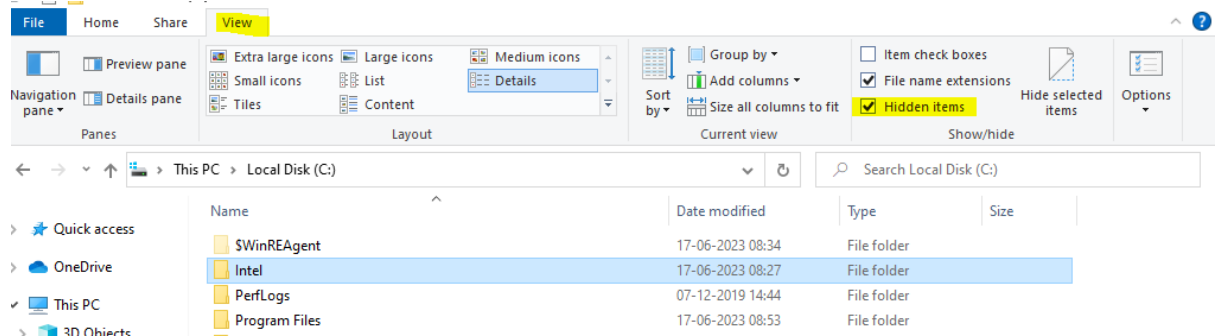 File Home Share View
Preview pane
Details pane
Navigation pane
Panes
Extra large icons Large icons Medium icons
Small icons List Details
Tiles Content
Layout
Sort by
Group by
Add columns
Size all columns to fit
Current view
Item check boxes
File name extensions
Hidden items
Hide selected items
Show/hide
Options
This PC > Local Disk (C:)
Search Local Disk (C:)
Name Date modified Type Size
Quick access
OneDrive
This PC
3D Objects
$WinREAgent 17-06-2023 08:34 File folder
Intel 17-06-2023 08:27 File folder
PerfLogs 07-12-2019 14:44 File folder
Program Files 17-06-2023 08:53 File folder